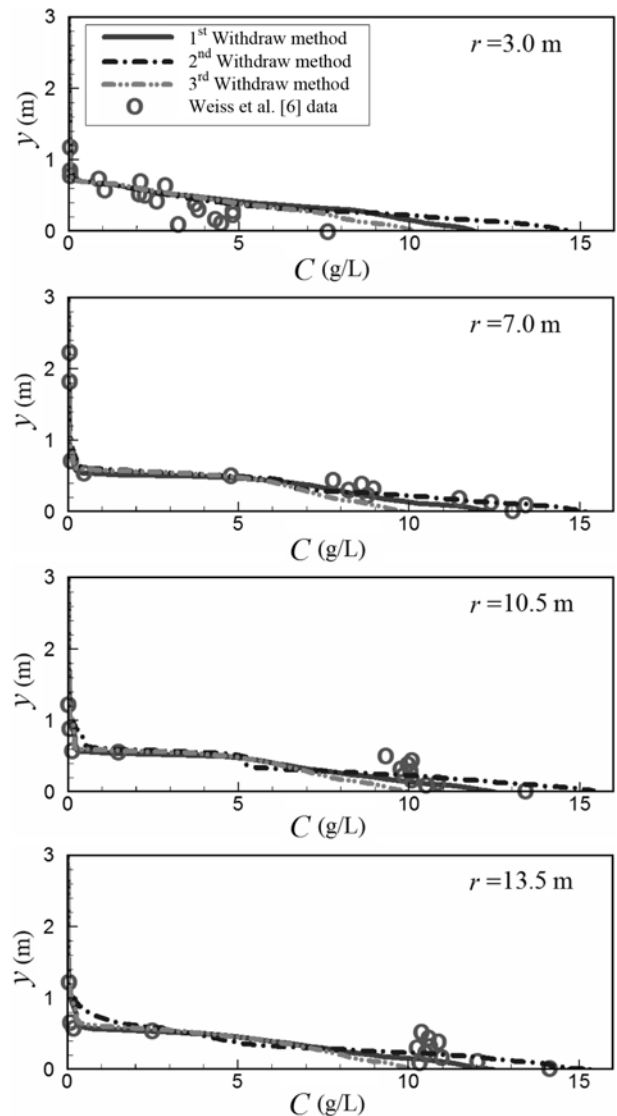 3
1st Withdraw method
r =3.0 m
2nd Withdraw method
3rd Withdraw method
2
Weiss et al. [6] data
y (m)
1
0
0 5 10 15
C (g/L)
3
r =7.0 m
2
y (m)
1
0
0 5 10 15
C (g/L)
3
r =10.5 m
2
y (m)
1
0
0 5 10 15
C (g/L)
3
r =13.5 m
2
y (m)
1
0
0 5 10 15
C (g/L)